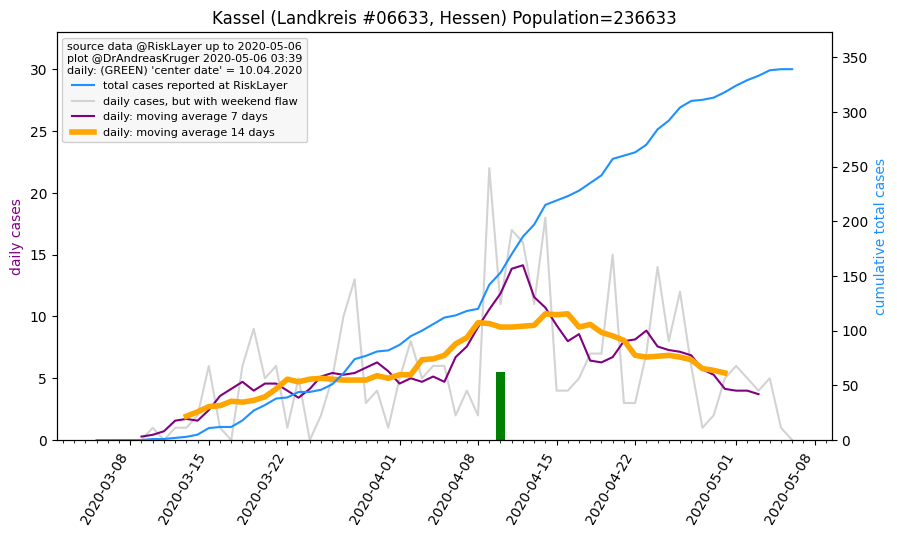 Kassel (Landkreis #06633, Hessen) Population=236633
source data @RiskLayer up to 2020-05-06
plot @DrAndreasKruger 2020-05-06 03:39
daily: (GREEN) 'center date' = 10.04.2020
total cases reported at RiskLayer
daily cases, but with weekend flaw
daily: moving average 7 days
daily: moving average 14 days
daily cases
30
25
20
15
10
5
0
cumulative total cases
350
300
250
200
150
100
50
0
2020-03-08
2020-03-15
2020-03-22
2020-04-01
2020-04-08
2020-04-15
2020-04-22
2020-05-01
2020-05-08